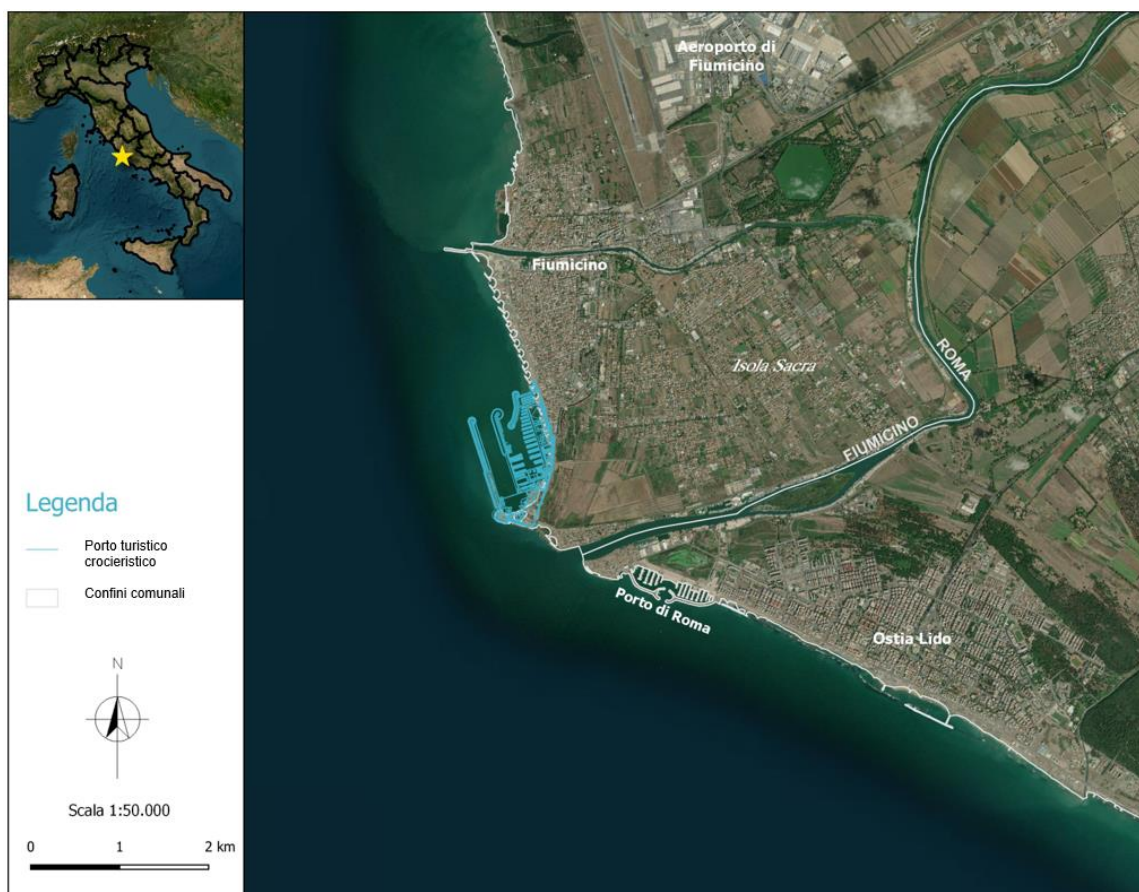 Aeroporto di
Fiumicino
Fiumicino
Isola Sacra
ROMA
FIUMICINO
Porto di Roma
Ostia Lido
Legenda
Porto turistico
crocieristico
Confini comunali
N
Scala 1:50.000
0 1 2 km